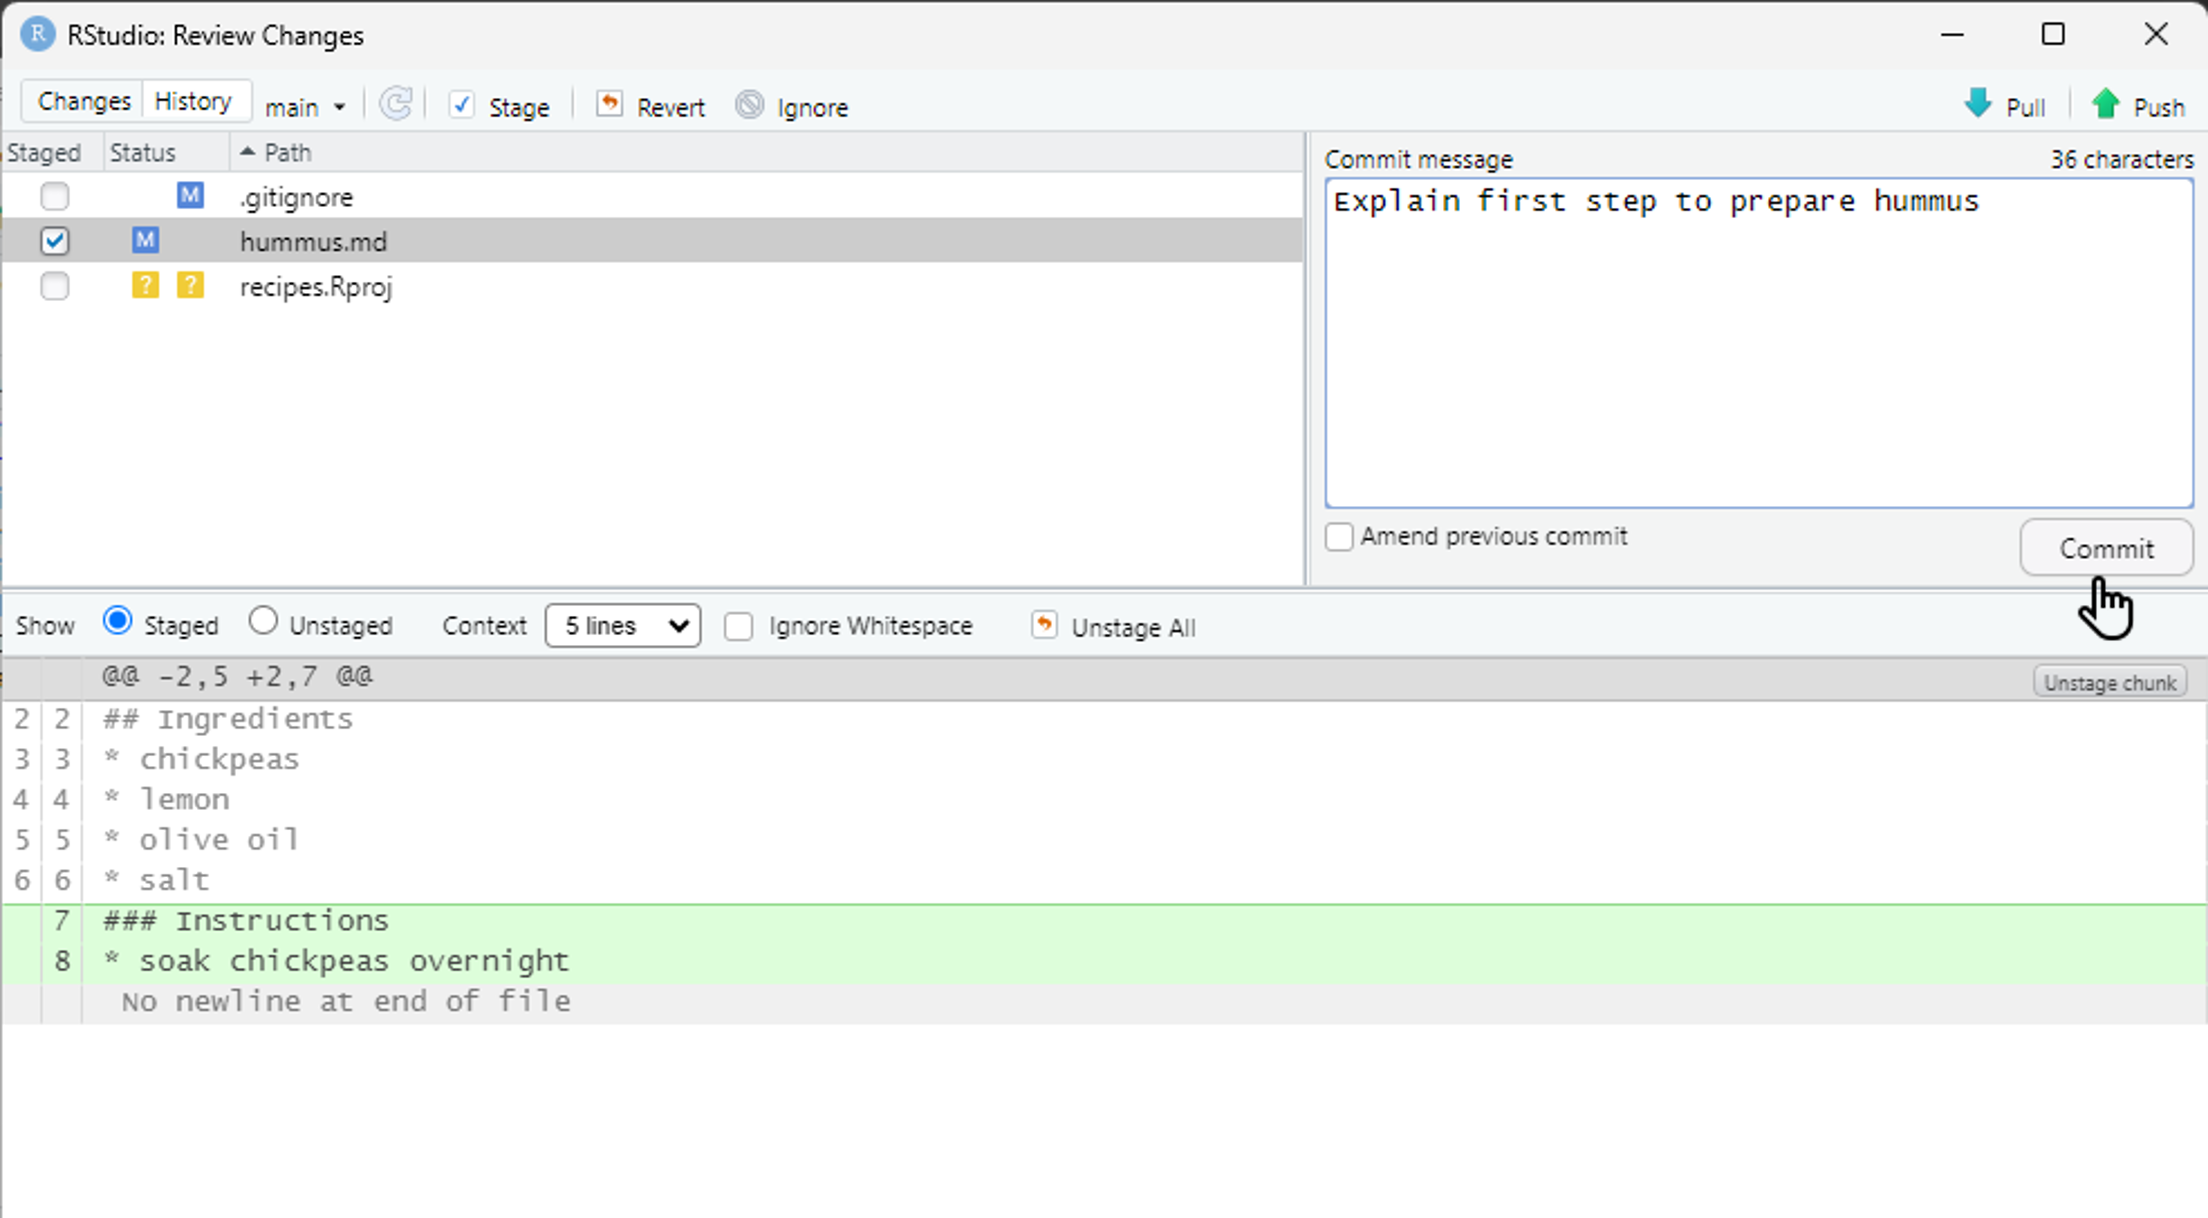 R RStudio: Review Changes
Changes History main Stage Revert Ignore Pull Push
Staged Status Path
M .gitignore
M hummus.md
? ? recipes.Rproj
Commit message 36 characters
Explain first step to prepare hummus
Amend previous commit Commit
Show Staged Unstaged Context 5 lines Ignore Whitespace Unstage All
@@ -2,5 +2,7 @@ Unstage chunk
2 2 ## Ingredients
3 3 * chickpeas
4 4 * lemon
5 5 * olive oil
6 6 * salt
7 ### Instructions
8 * soak chickpeas overnight
No newline at end of file